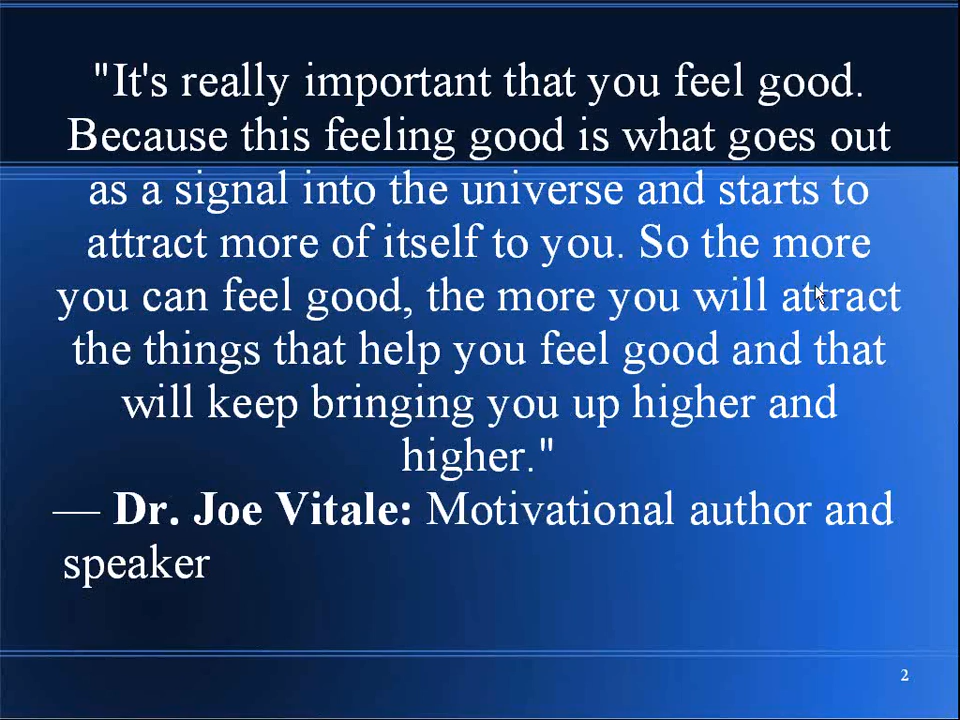 "It's really important that you feel good.
Because this feeling good is what goes out
as a signal into the universe and starts to
attract more of itself to you. So the more
you can feel good, the more you will attract
the things that help you feel good and that
will keep bringing you up higher and
higher."
— Dr. Joe Vitale: Motivational author and
speaker
2